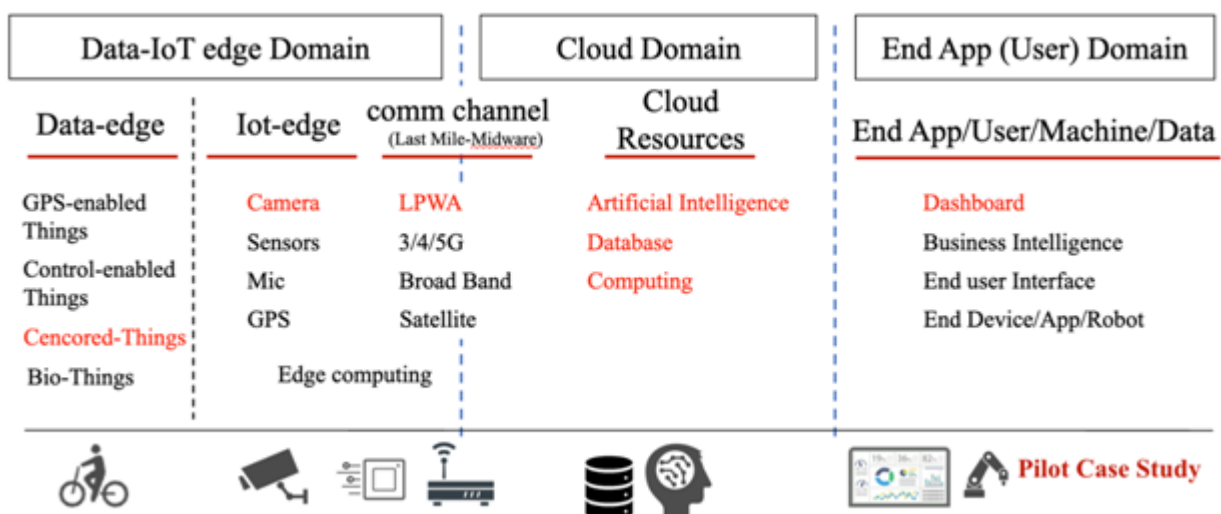 Data-IoT edge Domain
Cloud Domain
End App (User) Domain
Data-edge
Iot-edge
comm channel
(Last Mile-Midware)
Cloud
Resources
End App/User/Machine/Data
GPS-enabled
Things
Control-enabled
Things
Cencored-Things
Bio-Things
Camera
Sensors
Mic
GPS
LPWA
3/4/5G
Broad Band
Satellite
Edge computing
Artificial Intelligence
Database
Computing
Dashboard
Business Intelligence
End user Interface
End Device/App/Robot
Pilot Case Study